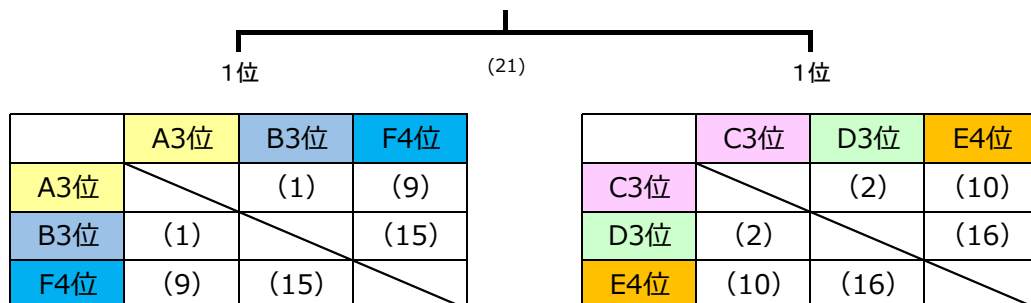 1位 (21) 1位
A3位 B3位 F4位
A3位 (1) (9)
B3位 (1) (15)
F4位 (9) (15)
C3位 D3位 E4位
C3位 (2) (10)
D3位 (2) (16)
E4位 (10) (16)